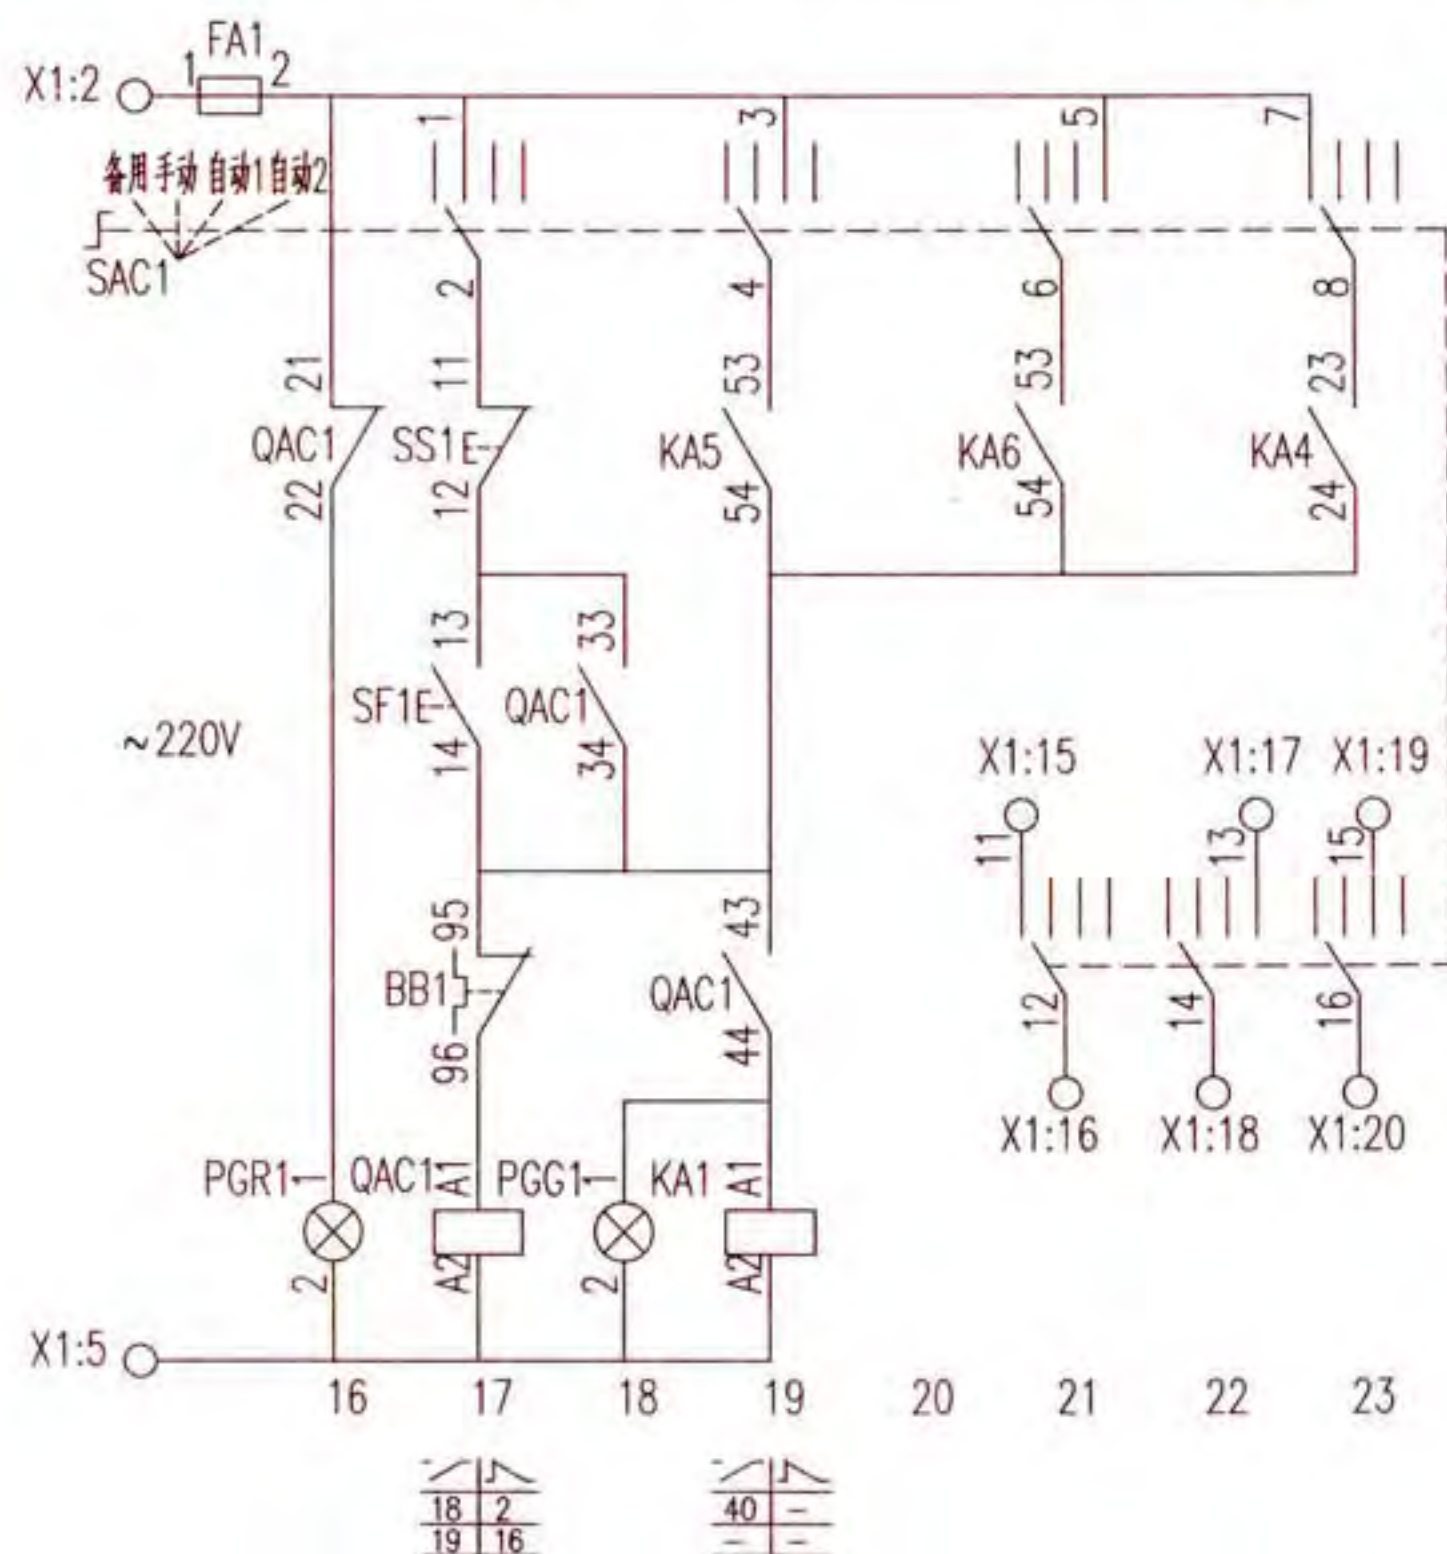 FA1
X1:2 1 2
1 3 5 7
备用 手动 自动1 自动2
SAC1
2 4 6 8
21 11 53 53 23
QAC1 SS1E KA5 KA6 KA4
22 12 54 54 24
13 33
SF1E QAC1
14 34
~220V
X1:15 X1:17 X1:19
11 13 15
95 43
BB1 QAC1
96 44
12 14 16
X1:16 X1:18 X1:20
PGR1 QAC1 A1 PGG1 KA1 A1
2 A2 2 A2
X1:5
16 17 18 19 20 21 22 23
18 2 40 -
19 16 - -